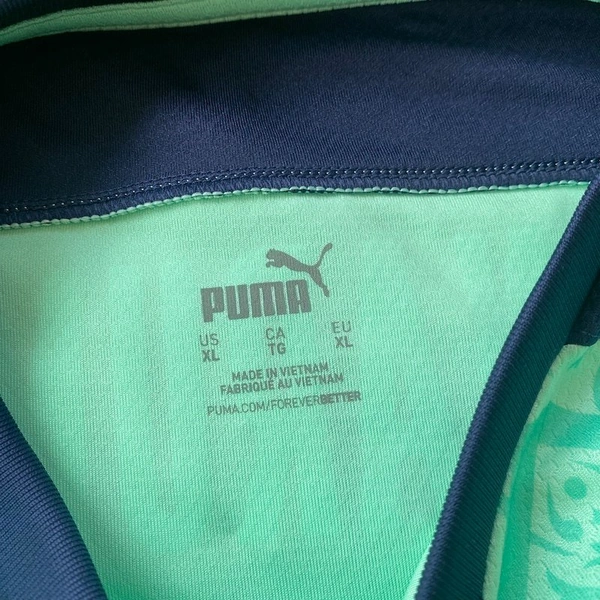 PUMA
US CA EU
XL TG XL
MADE IN VIETNAM
FABRIQUÉ AU VIETNAM
PUMA.COM/FOREVERBETTER